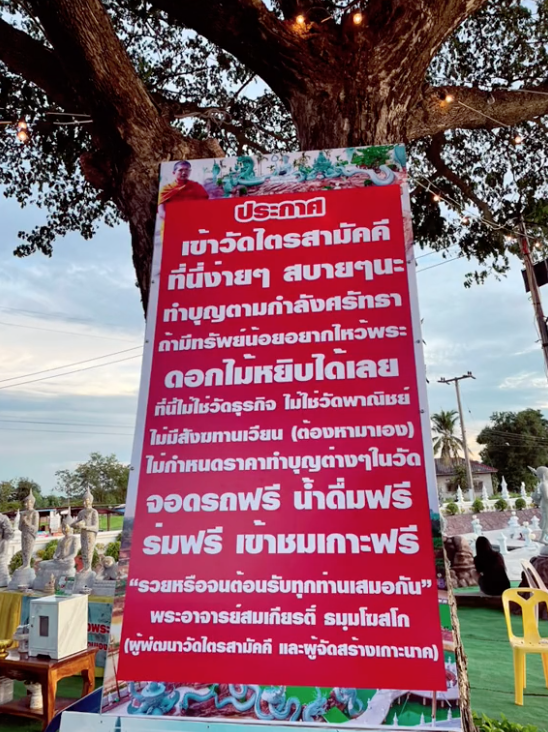 ประกาศ
เข้าวัดไตรสามัคคี
ที่นี่ง่ายๆ สบายๆนะ
ทำบุญตามกำลังศรัทรา
ถ้ามีทรัพย์น้อยอยากไหว้พระ
ดอกไม้หยิบได้เลย
ที่นี่ไม่ใช่วัดธุรกิจ ไม่ใช่วัดพาณิชย์
ไม่มีสังฆทานเวียน (ต้องหามาเอง)
ไม่กำหนดราคาทำบุญต่างๆในวัด
จอดรถฟรี น้ำดื่มฟรี
ร่มฟรี เข้าชมเกาะฟรี
“รวยหรือจนต้อนรับทุกท่านเสมอกัน”
พระอาจารย์สมเกียรติ์ ธมฺมโฆสโก
(ผู้พัฒนาวัดไตรสามัคคี และผู้จัดสร้างเกาะนาค)